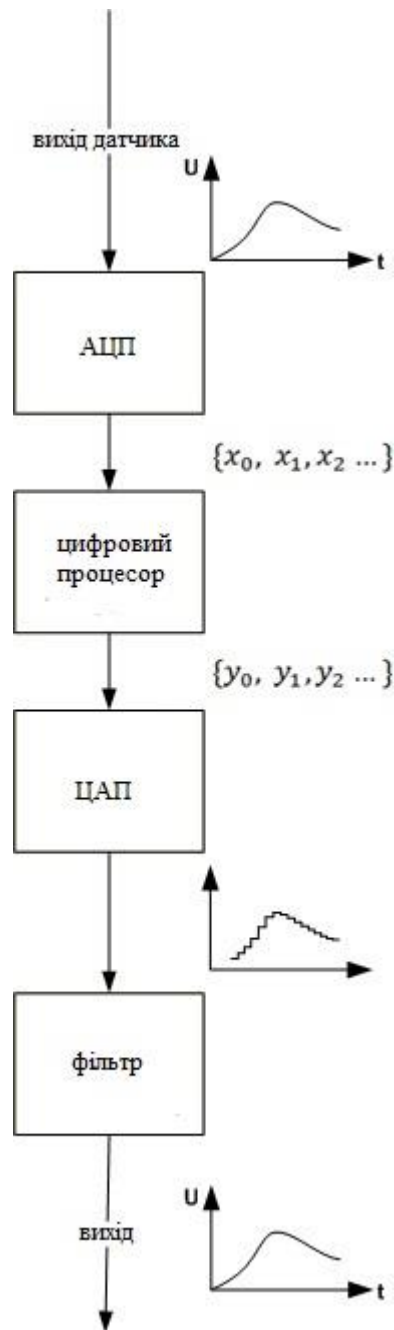 вихід датчика
U
t
АЦП
{x₀, x₁, x₂ ...}
цифровий
процесор
{y₀, y₁, y₂ ...}
ЦАП
фільтр
U
вихід
t